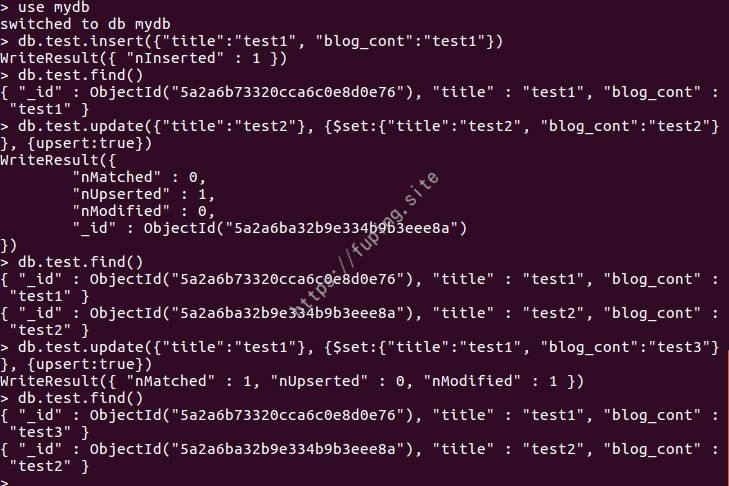 > use mydb
switched to db mydb
> db.test.insert({"title":"test1", "blog_cont":"test1"})
WriteResult({ "nInserted" : 1 })
> db.test.find()
{ "_id" : ObjectId("5a2a6b73320cca6c0e8d0e76"), "title" : "test1", "blog_cont" :
 "test1" }
> db.test.update({"title":"test2"}, {$set:{"title":"test2", "blog_cont":"test2"}
}, {upsert:true})
WriteResult({
        "nMatched" : 0,
        "nUpserted" : 1,
        "nModified" : 0,
        "_id" : ObjectId("5a2a6ba32b9e334b9b3eee8a")
})
> db.test.find()
{ "_id" : ObjectId("5a2a6b73320cca6c0e8d0e76"), "title" : "test1", "blog_cont" :
 "test1" }
{ "_id" : ObjectId("5a2a6ba32b9e334b9b3eee8a"), "title" : "test2", "blog_cont" :
 "test2" }
> db.test.update({"title":"test1"}, {$set:{"title":"test1", "blog_cont":"test3"}
}, {upsert:true})
WriteResult({ "nMatched" : 1, "nUpserted" : 0, "nModified" : 1 })
> db.test.find()
{ "_id" : ObjectId("5a2a6b73320cca6c0e8d0e76"), "title" : "test1", "blog_cont" :
 "test3" }
{ "_id" : ObjectId("5a2a6ba32b9e334b9b3eee8a"), "title" : "test2", "blog_cont" :
 "test2" }
>